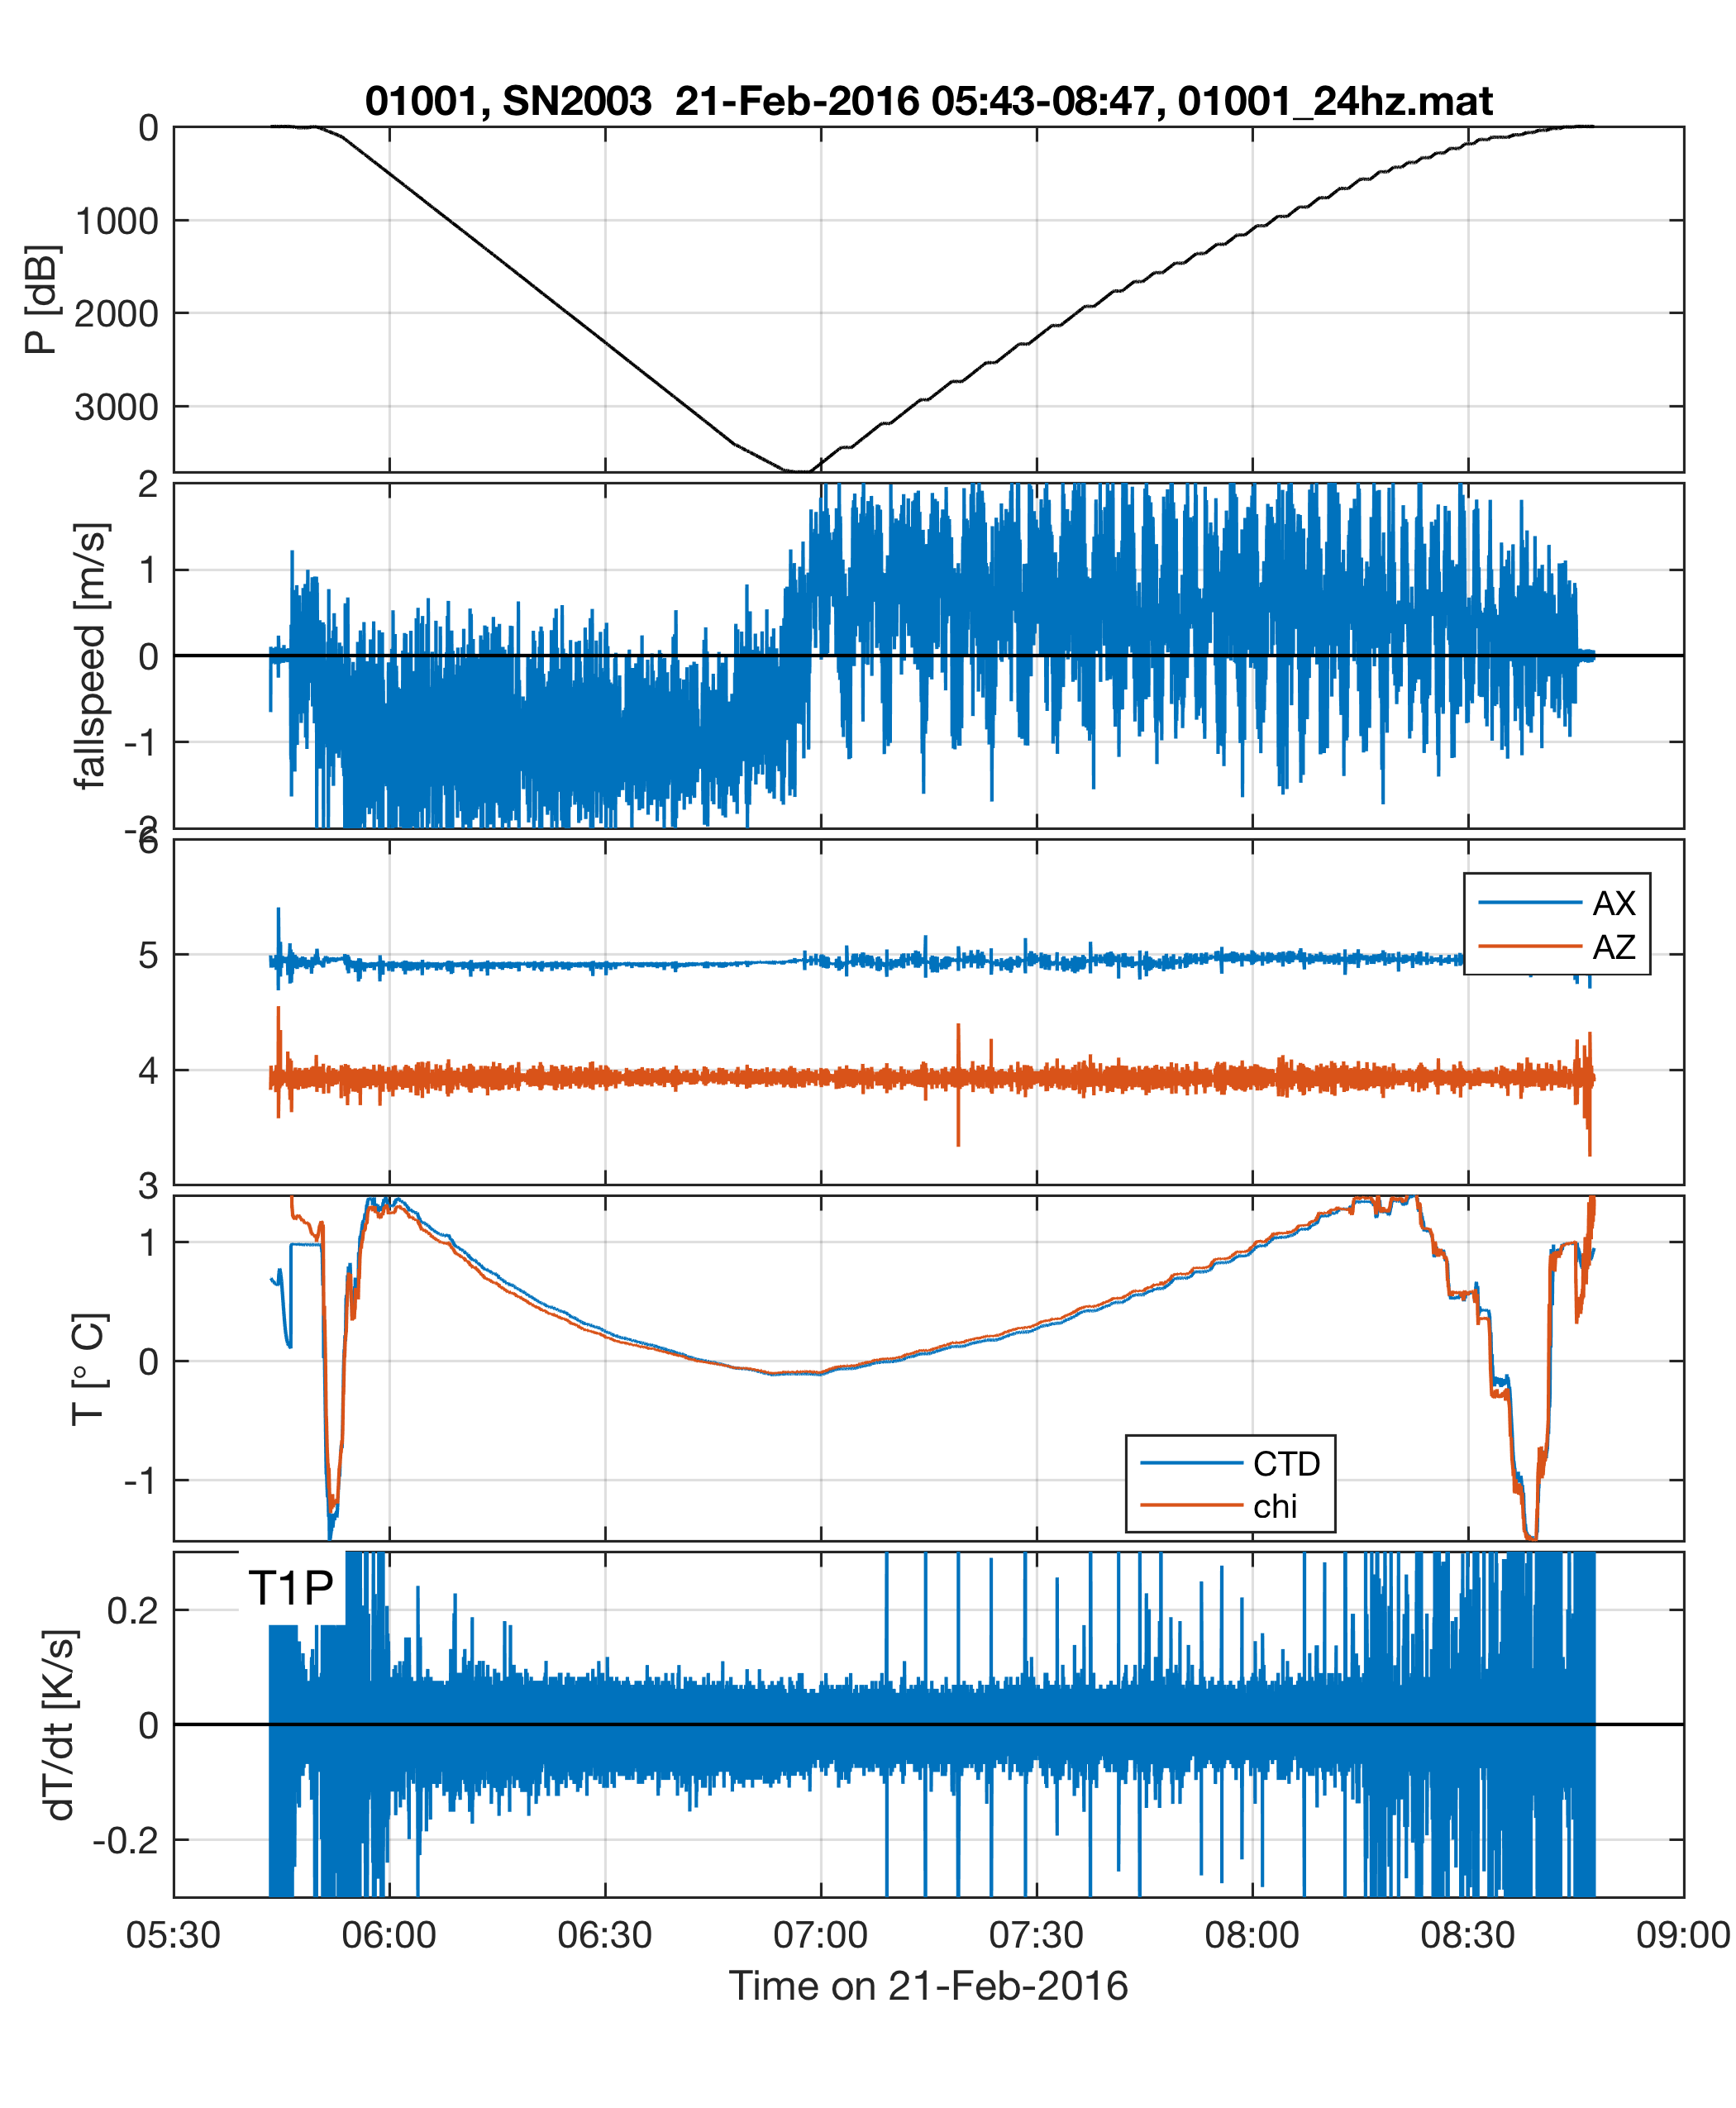 01001, SN2003  21-Feb-2016 05:43-08:47, 01001_24hz.mat
0
1000
2000
3000
P [dB]
2
1
0
-1
-2
fallspeed [m/s]
6
5
4
3
AX
AZ
1
0
-1
T [° C]
CTD
chi
T1P
0.2
0
-0.2
dT/dt [K/s]
05:30 06:00 06:30 07:00 07:30 08:00 08:30 09:00
Time on 21-Feb-2016